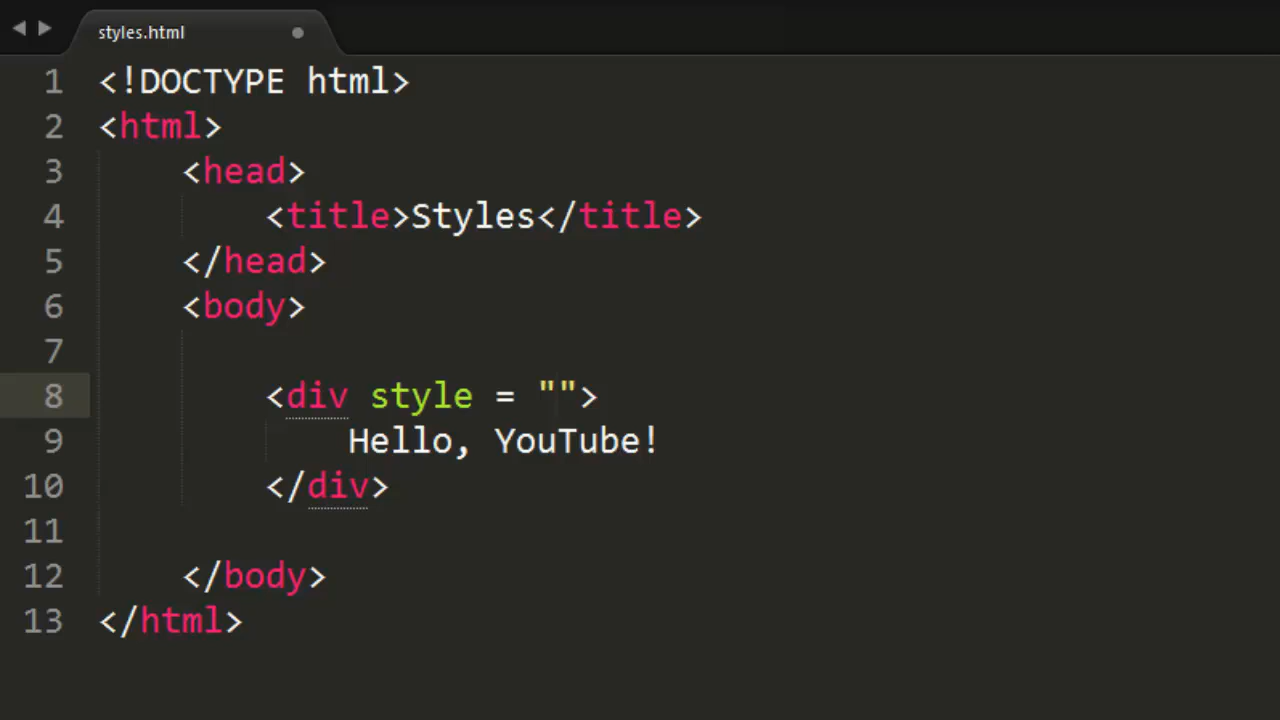 styles.html
1 <!DOCTYPE html>
2 <html>
3     <head>
4         <title>Styles</title>
5     </head>
6     <body>
7
8         <div style = "">
9             Hello, YouTube!
10         </div>
11
12     </body>
13 </html>